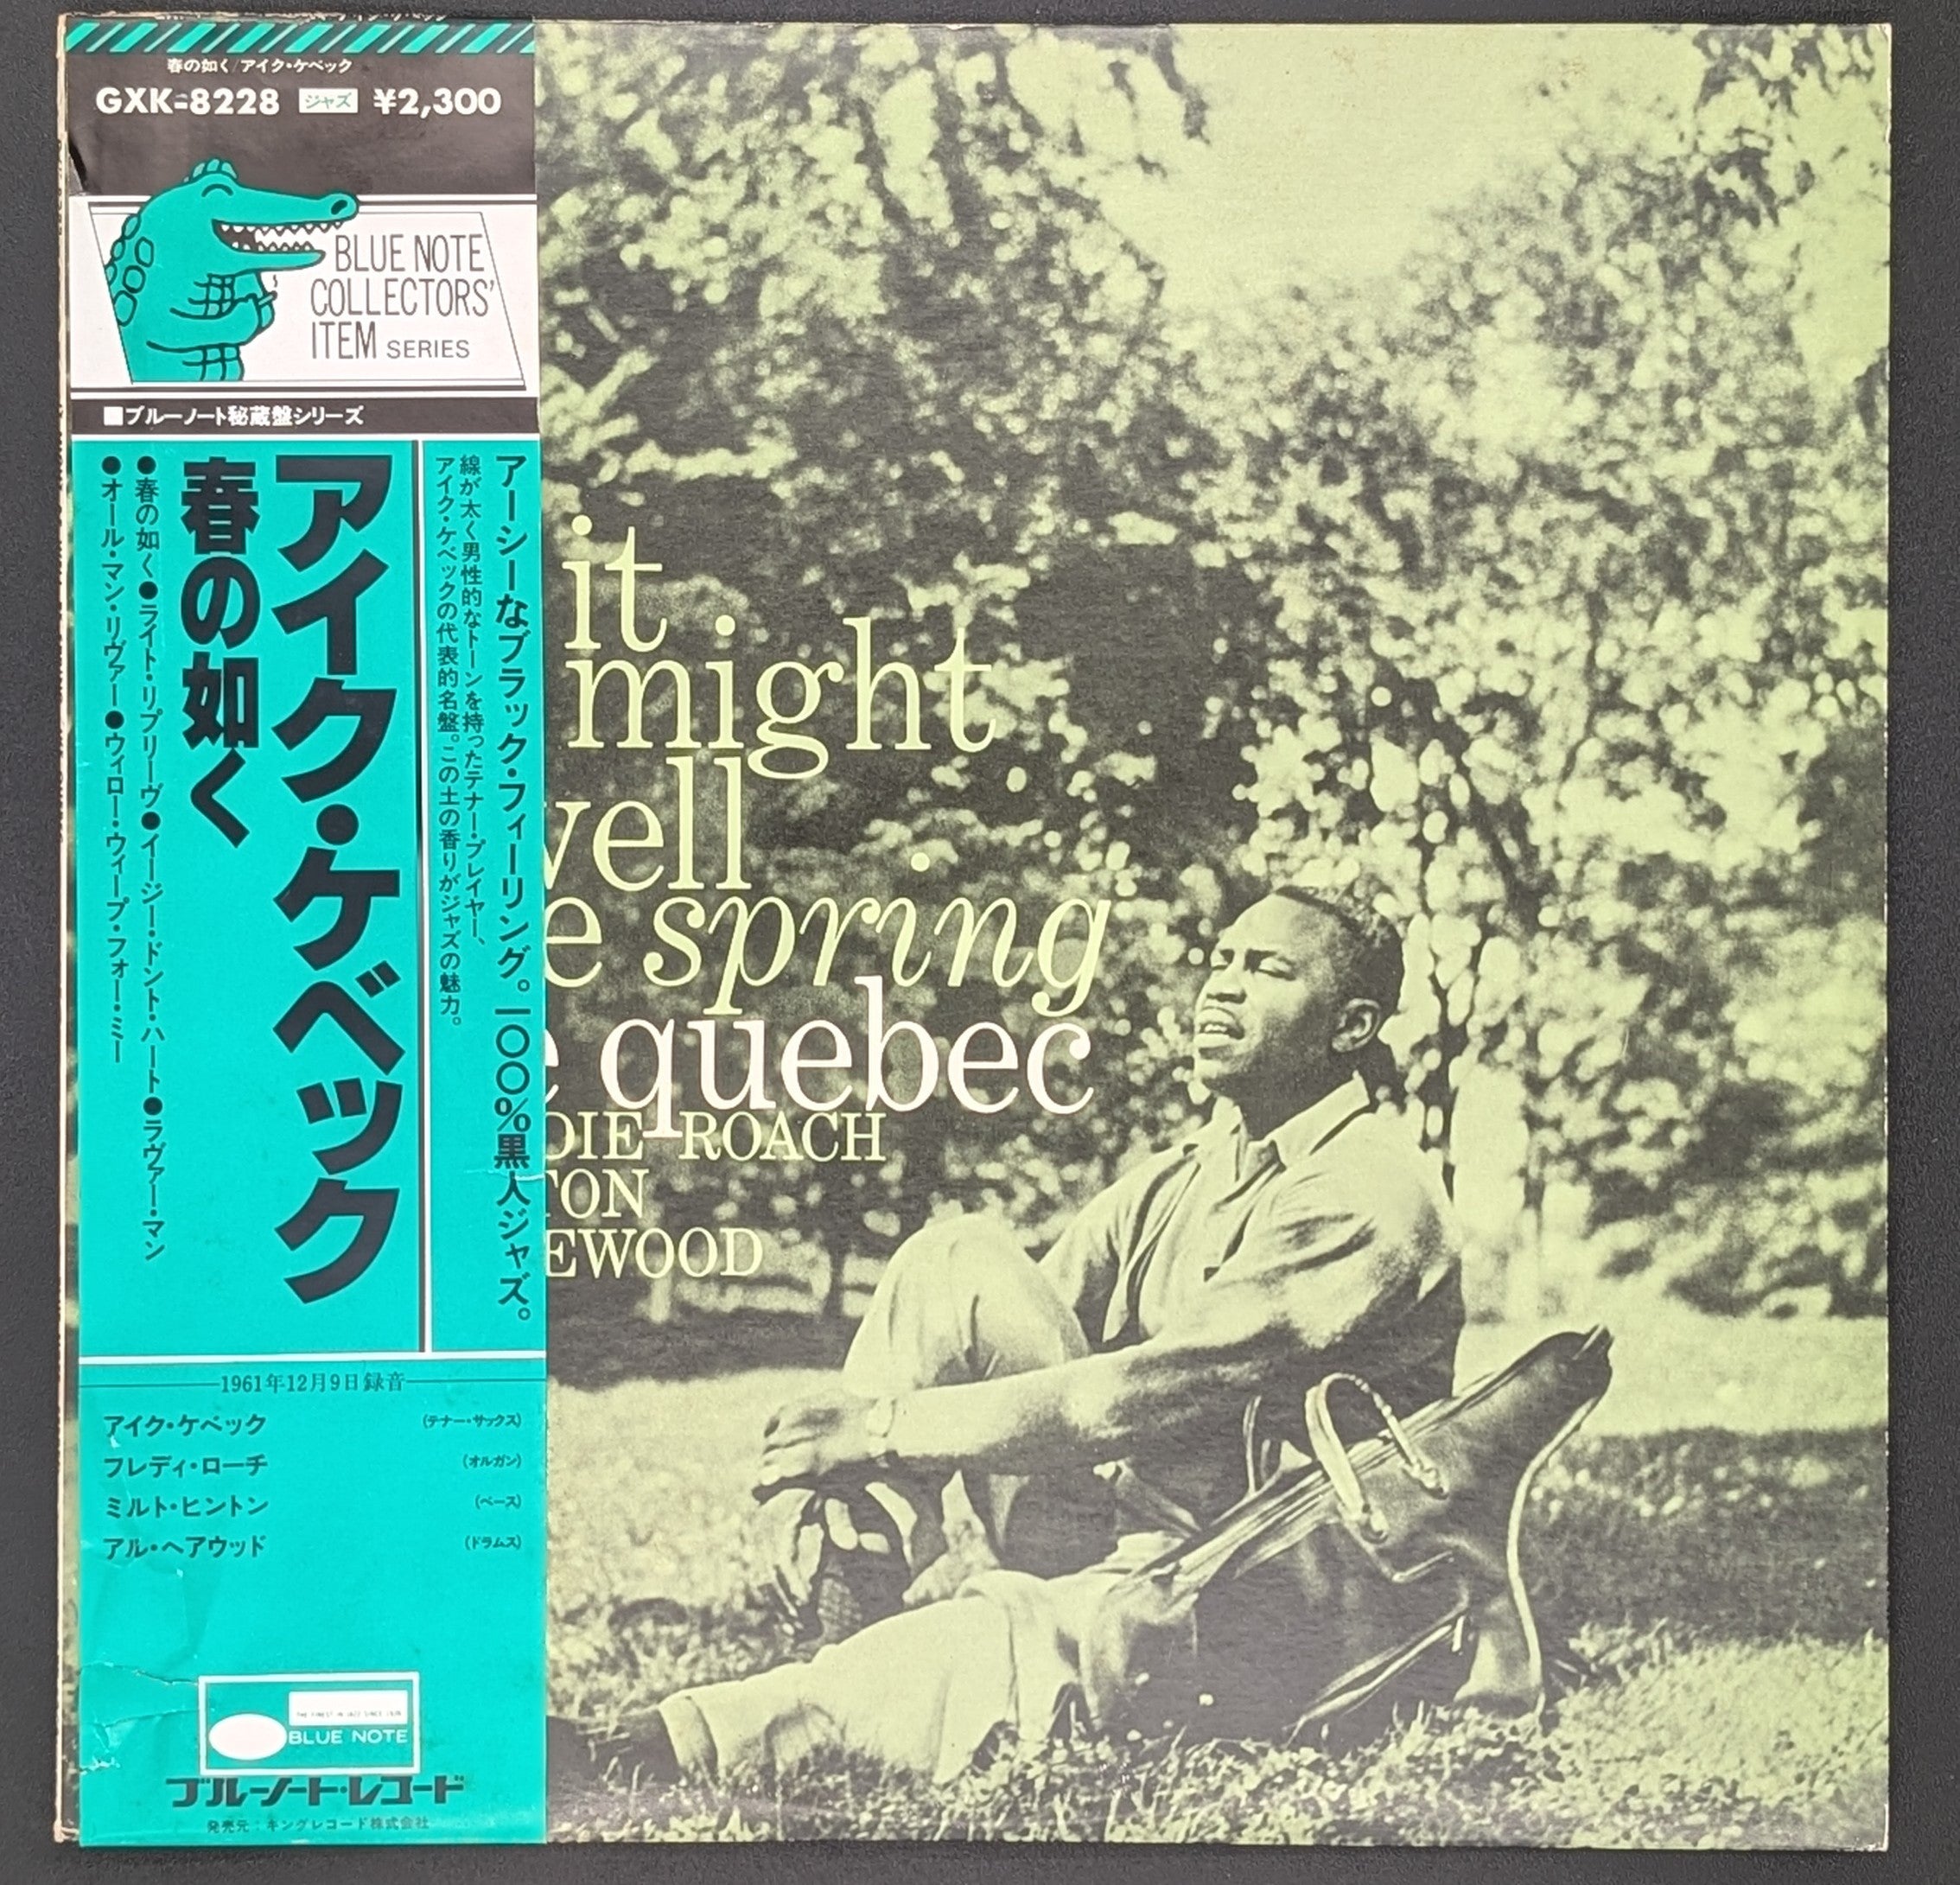 春の如く/アイク・ケベック
GXK-8228 ジャズ ¥2,300
BLUE NOTE
COLLECTORS'
ITEM SERIES
■ブルーノート秘蔵盤シリーズ
アーシーなブラック・フィーリング。一〇〇%黒人ジャズ。
線が太く男性的なトーンを持ったテナー・プレイヤー、
アイク・ケベックの代表的名盤。この土の香りがジャズの魅力。
アイク・ケベック
春の如く
●春の如く●ライト・リプリーヴ●イージー・ドント・ハート●ラヴァー・マン
●オール・マン・リヴァー●ウィロー・ウィープ・フォー・ミー
1961年12月9日録音
アイク・ケベック (テナー・サックス)
フレディ・ローチ (オルガン)
ミルト・ヒントン (ベース)
アル・ヘアウッド (ドラムス)
THE FINEST IN JAZZ SINCE 1939
BLUE NOTE
ブルーノート・レコード
発売元:キングレコード株式会社
it
might
well
e spring
e quebec
DIE ROACH
TON
EWOOD